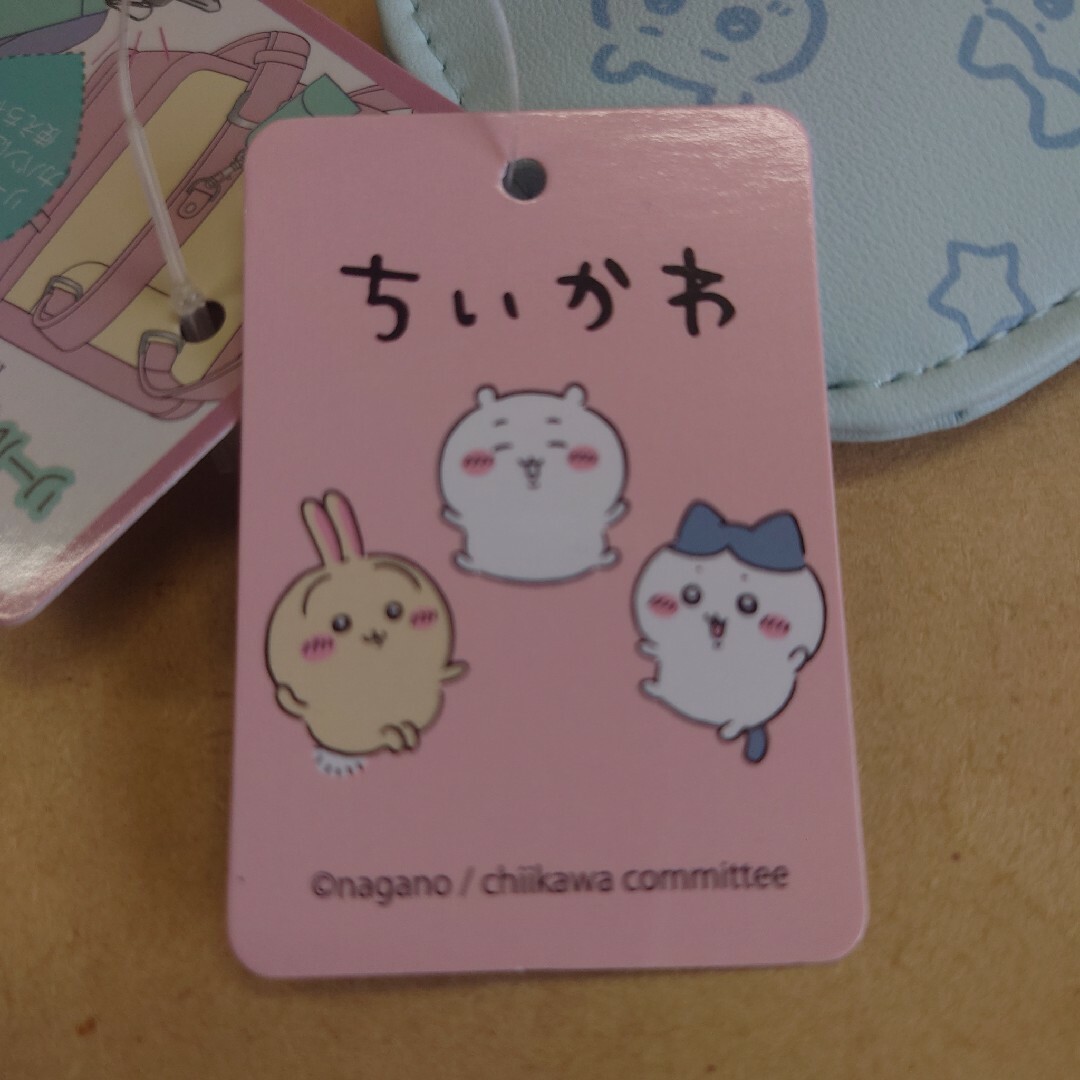 ちいかわ
©nagano / chiikawa committee